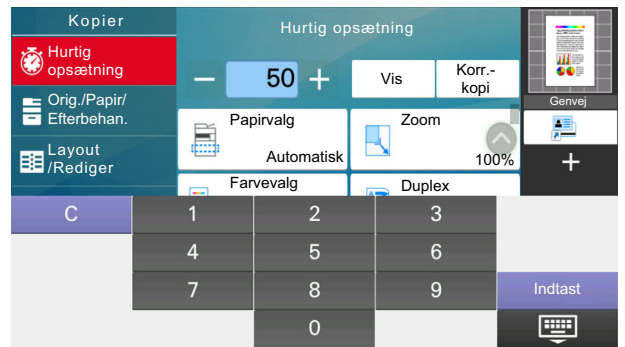 Kopier
Hurtig
opsætning
Orig./Papir/
Efterbehan.
Layout
/Rediger
Hurtig opsætning
50
Vis
Korr.-
kopi
Papirvalg
Automatisk
Zoom
100%
Farvevalg
Duplex
Genvej
C
1 2 3
4 5 6
7 8 9
0
Indtast